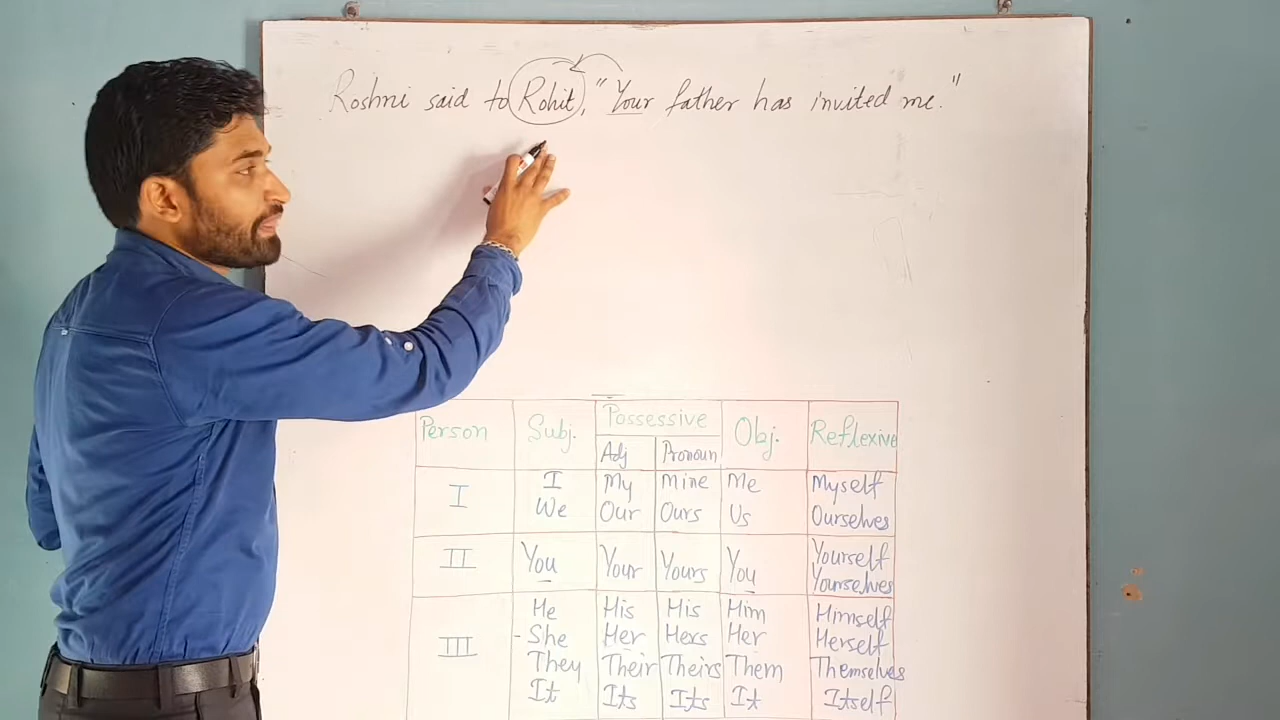 Roshni said to Rohit, "Your father has invited me."
Person Subj. Possessive Obj. Reflexive
Adj Pronoun
I I My mine Me Myself
We Our Ours Us Ourselves
II You Your Yours You Yourself
Yourselves
III He His His Him Himself
She Her Hers Her Herself
They Their Theirs Them Themselves
It Its Its It Itself